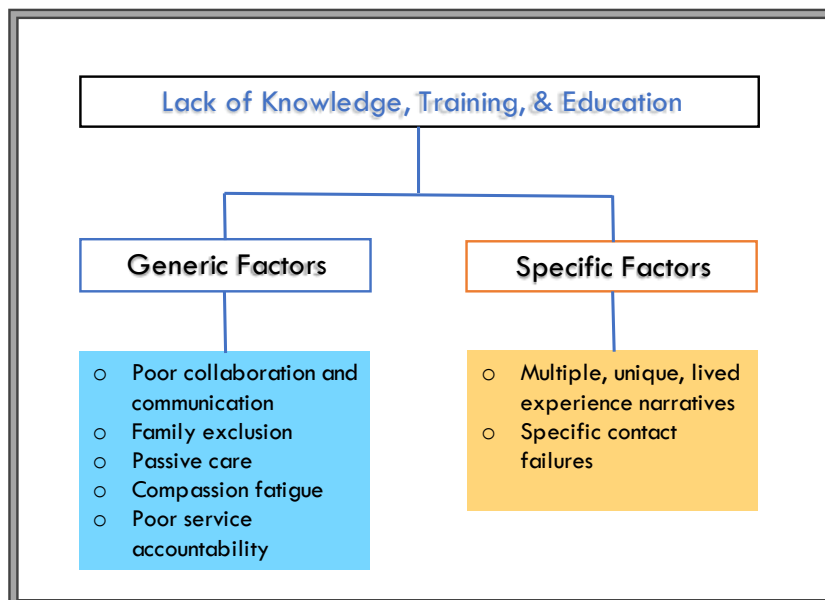 Lack of Knowledge, Training, & Education
Generic Factors
Specific Factors
o Poor collaboration and
communication
o Family exclusion
o Passive care
o Compassion fatigue
o Poor service
accountability
o Multiple, unique, lived
experience narratives
o Specific contact
failures